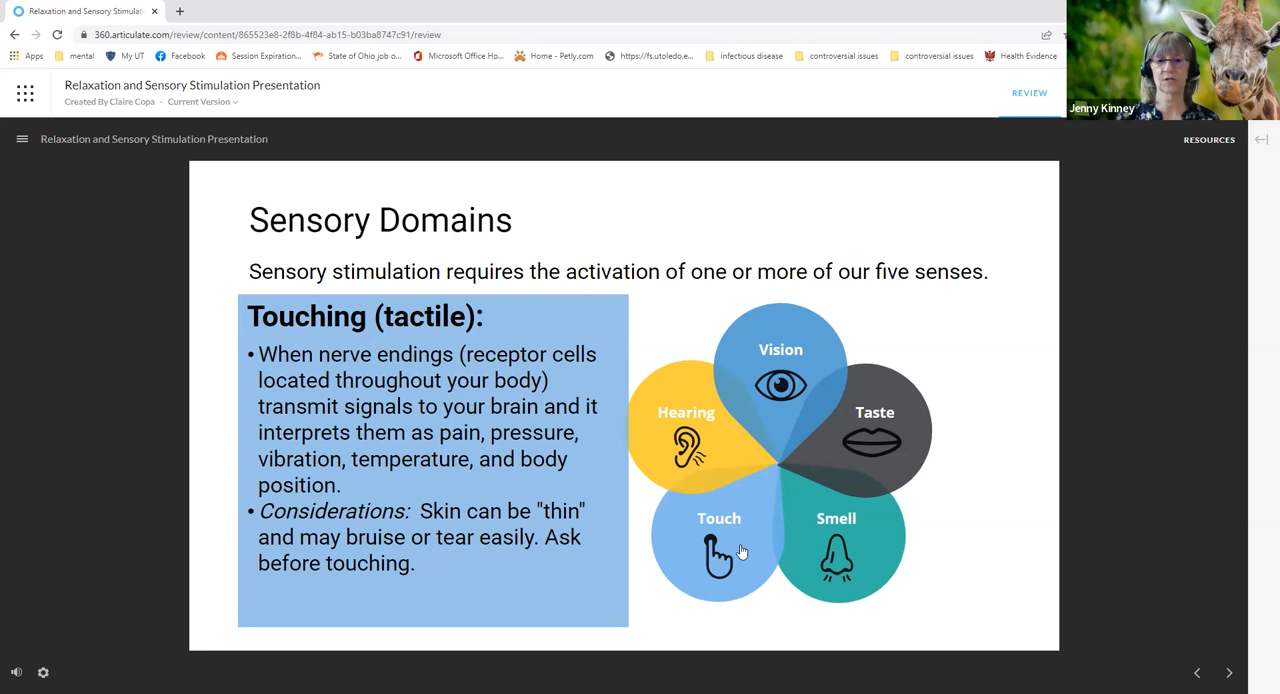 Relaxation and Sensory Stimulat
360.articulate.com/review/content/865523e8-2f8b-4f84-ab15-b03ba8747c91/review
Apps mental My UT Facebook Session Expiration... State of Ohio job o... Microsoft Office Ho... Home - Petly.com https://fs.utoledo.e... infectious disease controversial issues controversial issues Health Evidence
Jenny Kinney
Relaxation and Sensory Stimulation Presentation
Created By Claire Copa · Current Version
REVIEW
Relaxation and Sensory Stimulation Presentation
RESOURCES
Sensory Domains
Sensory stimulation requires the activation of one or more of our five senses.
Touching (tactile):
• When nerve endings (receptor cells
located throughout your body)
transmit signals to your brain and it
interprets them as pain, pressure,
vibration, temperature, and body
position.
• Considerations: Skin can be "thin"
and may bruise or tear easily. Ask
before touching.
Vision
Hearing
Taste
Touch
Smell